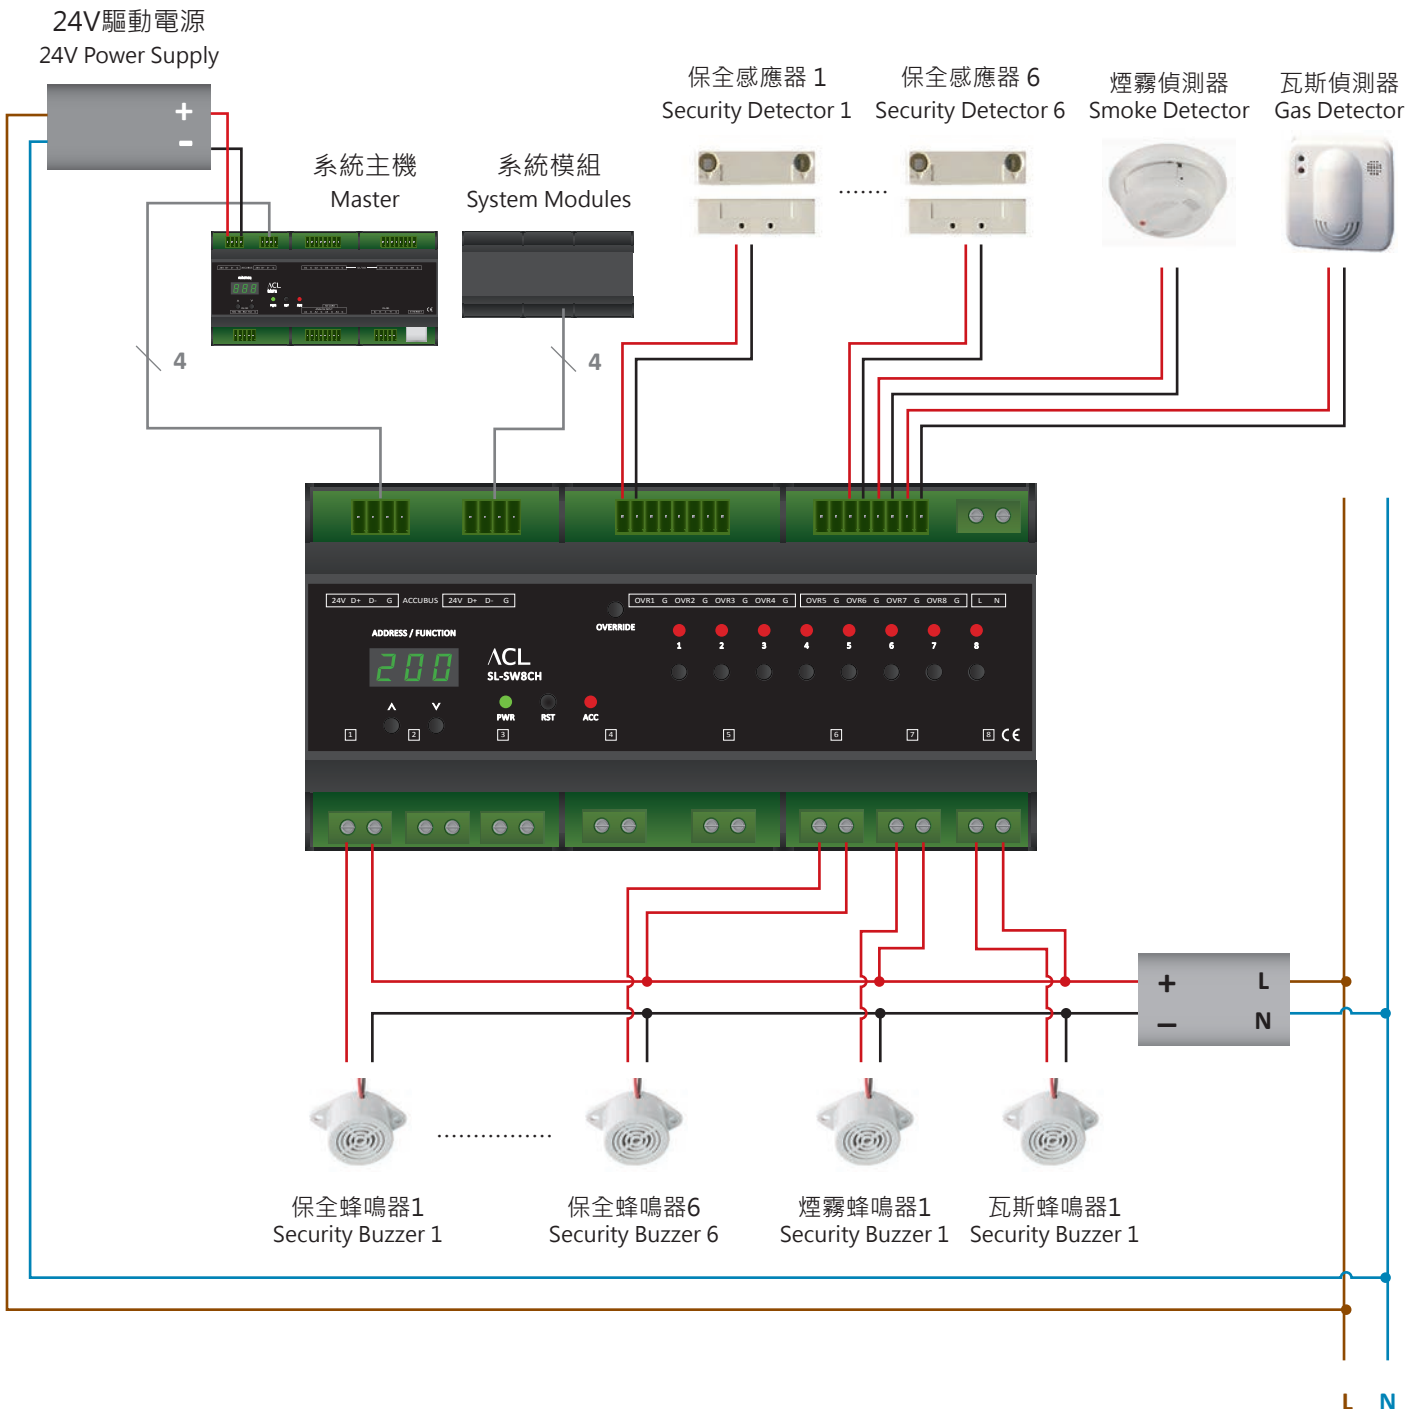 24V驅動電源
24V Power Supply
保全感應器 1
Security Detector 1
保全感應器 6
Security Detector 6
煙霧偵測器
Smoke Detector
瓦斯偵測器
Gas Detector
+
-
系統主機
Master
系統模組
System Modules
.......
888
ACL
CE
4
4
24V D+ D- G ACCUBUS 24V D+ D- G
OVR1 G OVR2 G OVR3 G OVR4 G OVR5 G OVR6 G OVR7 G OVR8 G L N
OVERRIDE
1 2 3 4 5 6 7 8
ADDRESS / FUNCTION
200
ACL
SL-SW8CH
PWR RST ACC
1 2 3 4 5 6 7 8 CE
+ L
- N
................
保全蜂鳴器1
Security Buzzer 1
保全蜂鳴器6
Security Buzzer 6
煙霧蜂鳴器1
Security Buzzer 1
瓦斯蜂鳴器1
Security Buzzer 1
L N